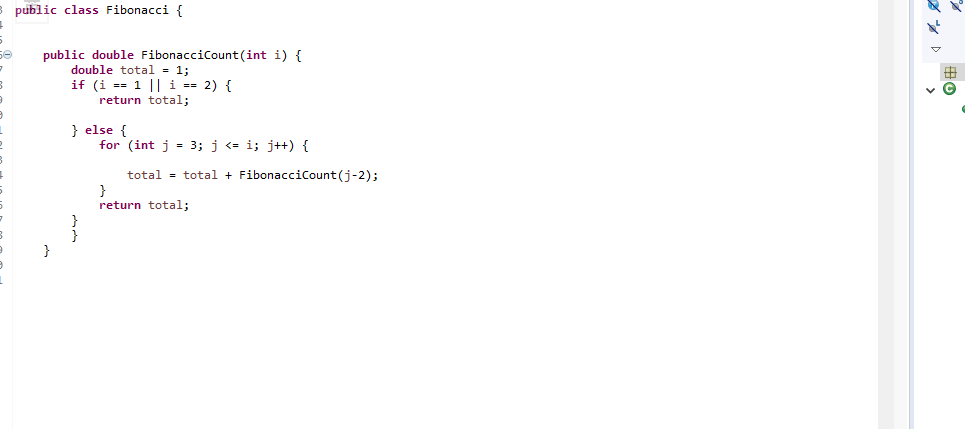 public class Fibonacci {
public double FibonacciCount(int i) {
double total = 1;
if (i == 1 || i == 2) {
return total;
} else {
for (int j = 3; j <= i; j++) {
total = total + FibonacciCount(j-2);
}
return total;
}
}
}